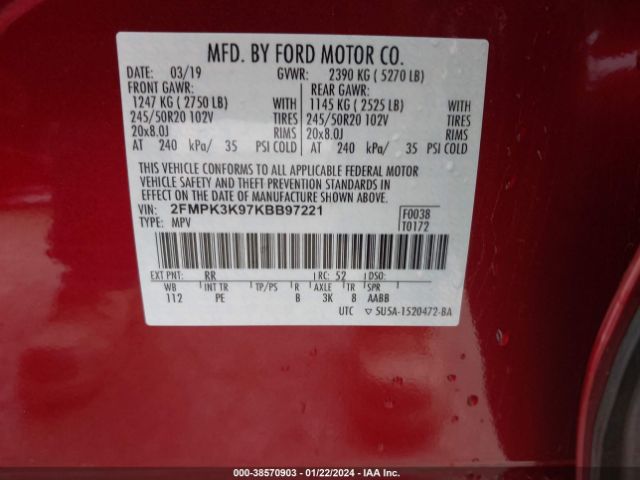 MFD. BY FORD MOTOR CO.
DATE: 03/19 GVWR: 2390 KG ( 5270 LB)
FRONT GAWR: REAR GAWR:
1247 KG ( 2750 LB) WITH 1145 KG ( 2525 LB) WITH
245/50R20 102V TIRES 245/50R20 102V TIRES
20x8.0J RIMS 20x8.0J RIMS
AT 240 kPa/ 35 PSI COLD AT 240 kPa/ 35 PSI COLD
THIS VEHICLE CONFORMS TO ALL APPLICABLE FEDERAL MOTOR
VEHICLE SAFETY AND THEFT PREVENTION STANDARDS IN
EFFECT ON THE DATE OF MANUFACTURE SHOWN ABOVE.
VIN: 2FMPK3K97KBB97221 F0038
TYPE: MPV T0172
EXT PNT: RR RC: 52 DSO:
WB INT TR TP/PS R AXLE TR SPR
112 PE B 3K 8 AABB
UTC ▽ 5U5A-1520472-BA
000-38570903 - 01/22/2024 - IAA Inc.